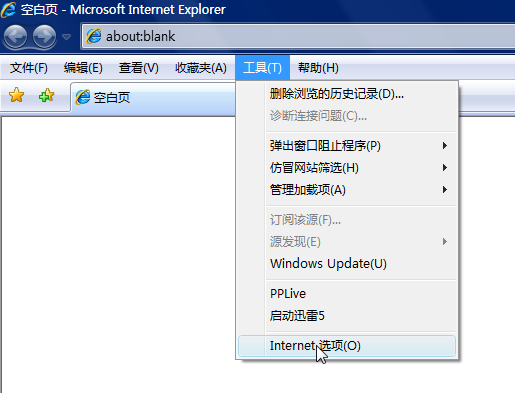 空白页 - Microsoft Internet Explorer
about:blank
文件(F) 编辑(E) 查看(V) 收藏夹(A) 工具(T) 帮助(H)
空白页
删除浏览的历史记录(D)...
诊断连接问题(C)...
弹出窗口阻止程序(P)
仿冒网站筛选(H)
管理加载项(A)
订阅该源(F)...
源发现(E)
Windows Update(U)
PPLive
启动迅雷5
Internet 选项(O)